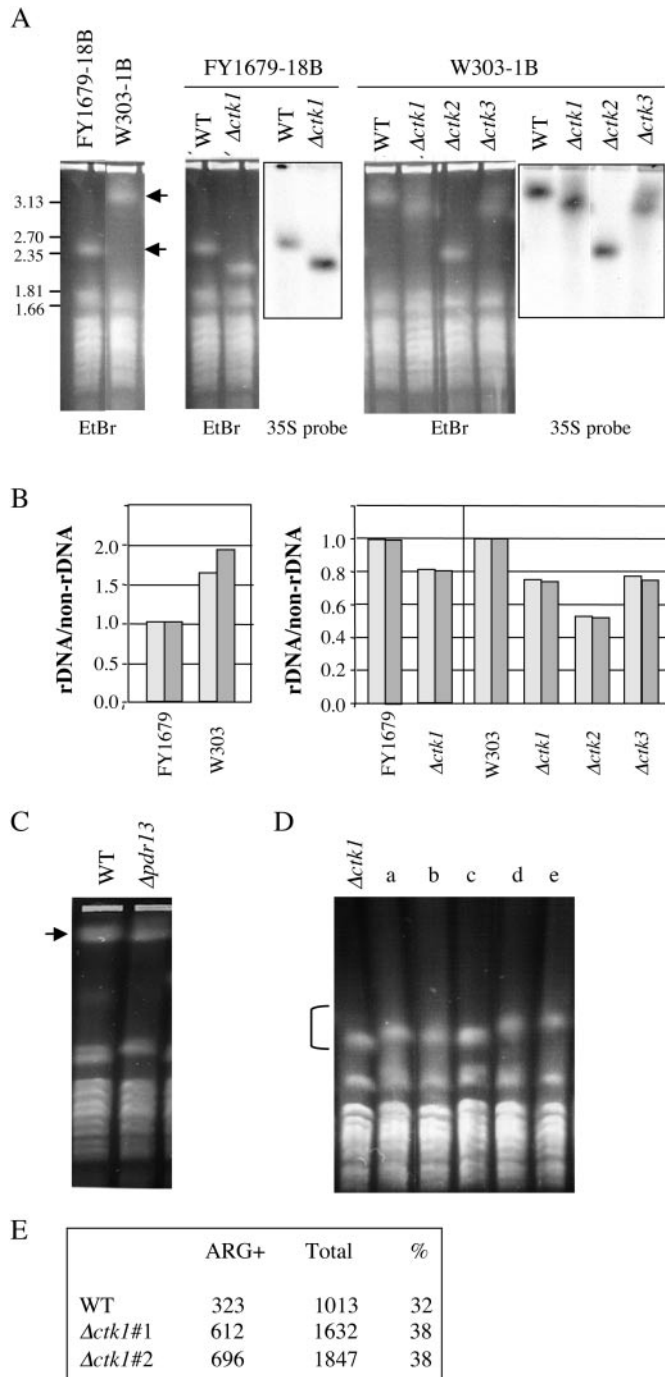 A
FY1679-18B
W303-1B
FY1679-18B
W303-1B
WT
Δctk1
WT
Δctk1
WT
Δctk1
Δctk2
Δctk3
WT
Δctk1
Δctk2
Δctk3
3.13
2.70
2.35
1.81
1.66
EtBr
EtBr
35S probe
EtBr
35S probe
B
rDNA/non-rDNA
2.0
1.5
1.0
0.5
0.0
FY1679
W303
rDNA/non-rDNA
1.0
0.8
0.6
0.4
0.2
0.0
FY1679
Δctk1
W303
Δctk1
Δctk2
Δctk3
C
WT
Δpdr13
D
Δctk1
a
b
c
d
e
E
ARG+ Total %
WT 323 1013 32
Δctk1#1 612 1632 38
Δctk1#2 696 1847 38